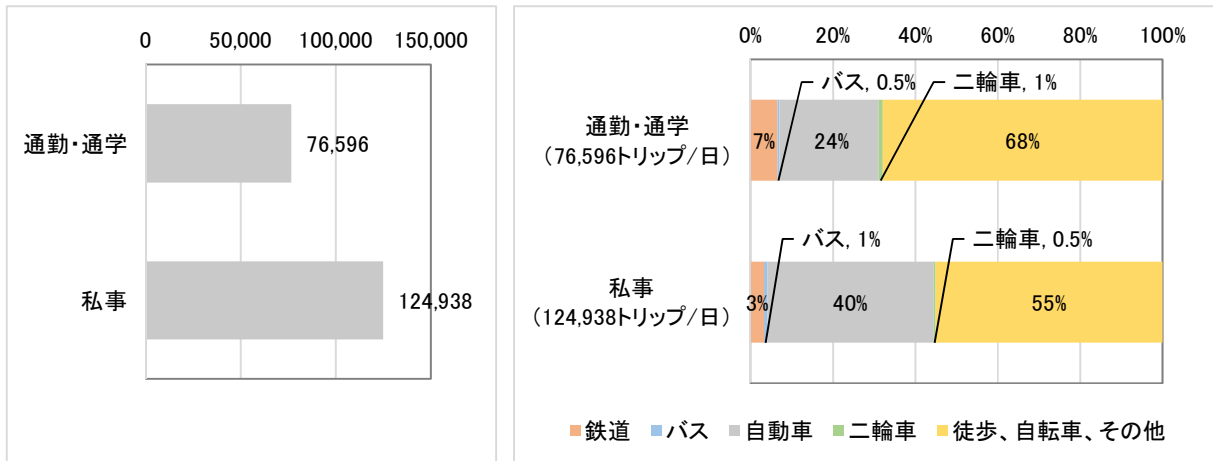 0 50,000 100,000 150,000
通勤・通学
76,596
私事
124,938
0% 20% 40% 60% 80% 100%
バス, 0.5%
二輪車, 1%
通勤・通学
（76,596トリップ/日）
7% 24% 68%
バス, 1%
二輪車, 0.5%
私事
（124,938トリップ/日）
3% 40% 55%
鉄道 バス 自動車 二輪車 徒歩、自転車、その他